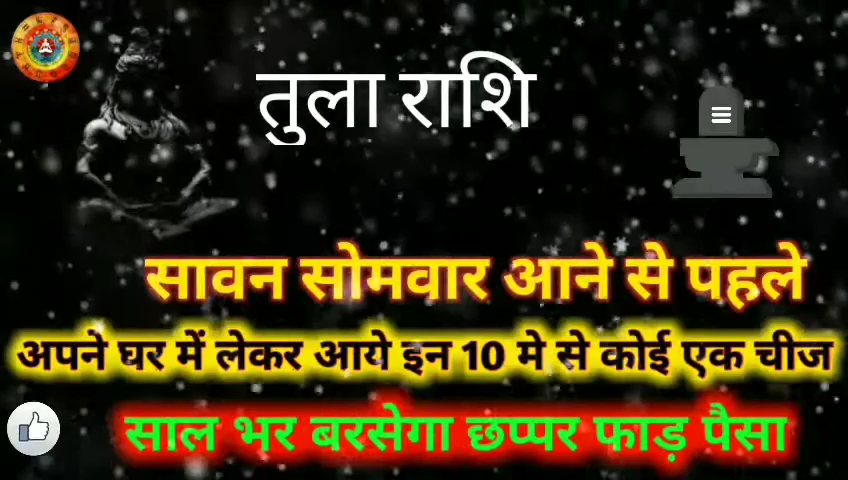 तुला राशि
सावन सोमवार आने से पहले
अपने घर में लेकर आये इन 10 मे से कोई एक चीज
साल भर बरसेगा छप्पर फाड़ पैसा